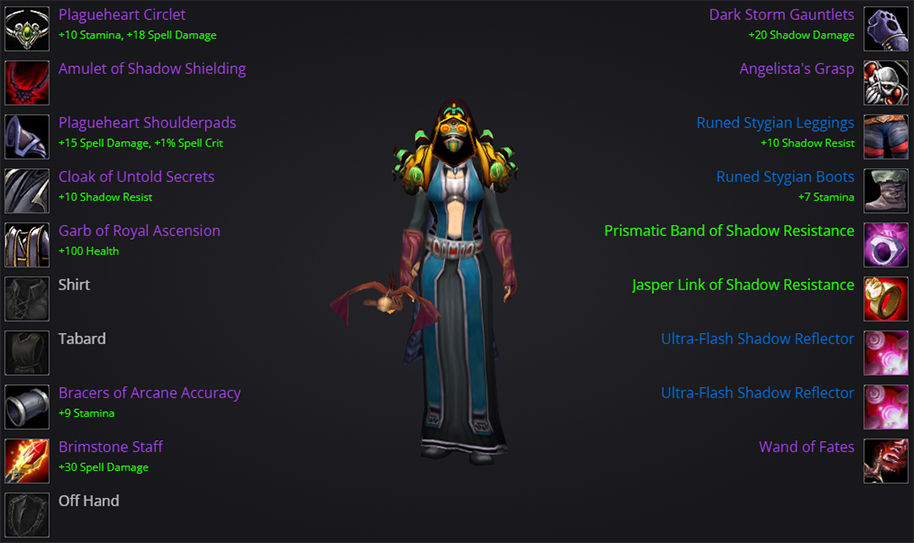 Plagueheart Circlet
+10 Stamina, +18 Spell Damage
Amulet of Shadow Shielding
Plagueheart Shoulderpads
+15 Spell Damage, +1% Spell Crit
Cloak of Untold Secrets
+10 Shadow Resist
Garb of Royal Ascension
+100 Health
Shirt
Tabard
Bracers of Arcane Accuracy
+9 Stamina
Brimstone Staff
+30 Spell Damage
Off Hand
Dark Storm Gauntlets
+20 Shadow Damage
Angelista's Grasp
Runed Stygian Leggings
+10 Shadow Resist
Runed Stygian Boots
+7 Stamina
Prismatic Band of Shadow Resistance
Jasper Link of Shadow Resistance
Ultra-Flash Shadow Reflector
Ultra-Flash Shadow Reflector
Wand of Fates